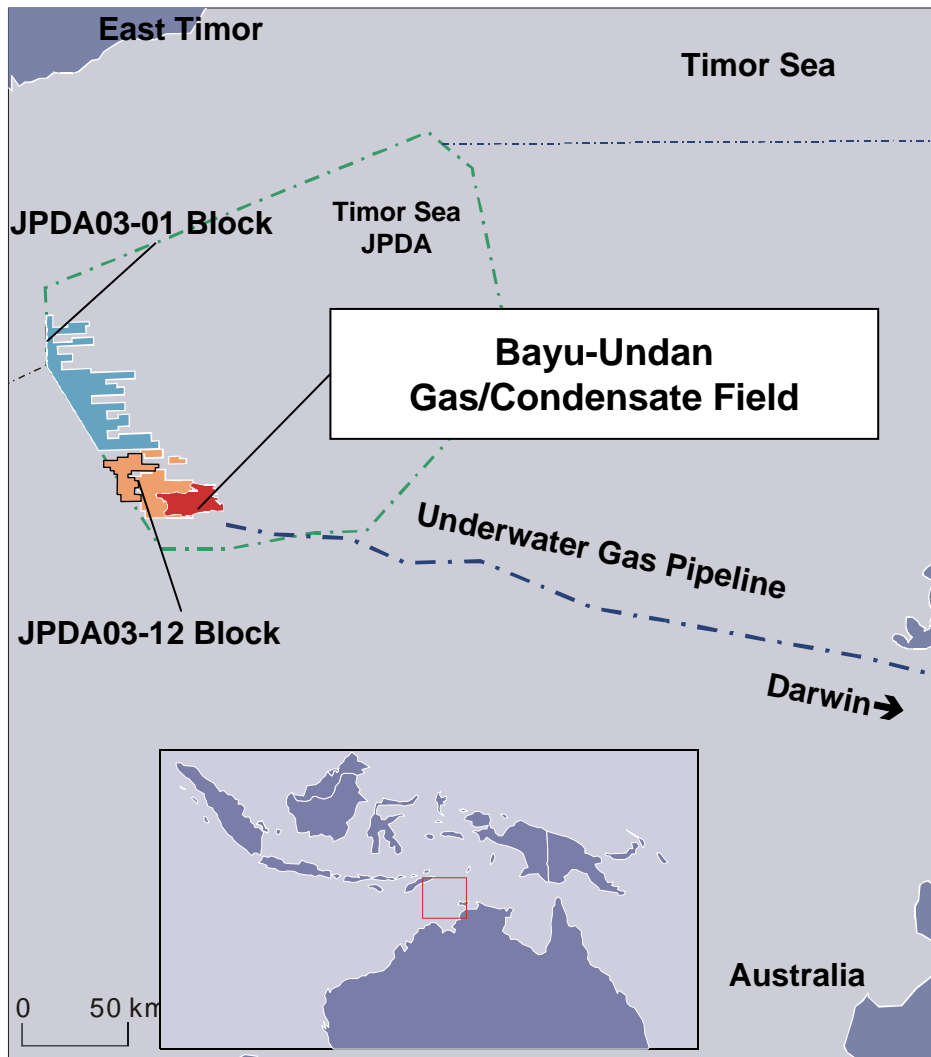 East Timor
Timor Sea
JPDA03-01 Block
Timor Sea
JPDA
Bayu-Undan
Gas/Condensate Field
Underwater Gas Pipeline
JPDA03-12 Block
Darwin➔
Australia
0 50 km